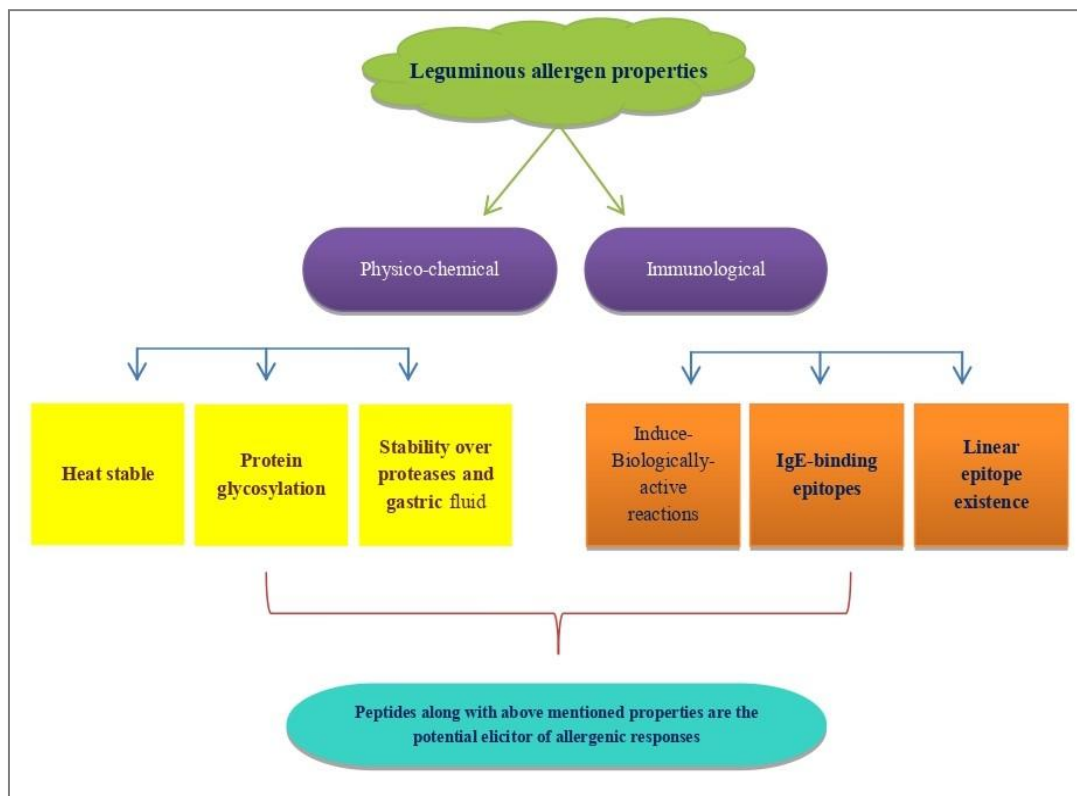 Leguminous allergen properties
Physico-chemical
Immunological
Heat stable
Protein
glycosylation
Stability over
proteases and
gastric fluid
Induce-
Biologically-
active
reactions
IgE-binding
epitopes
Linear
epitope
existence
Peptides along with above mentioned properties are the
potential elicitor of allergenic responses